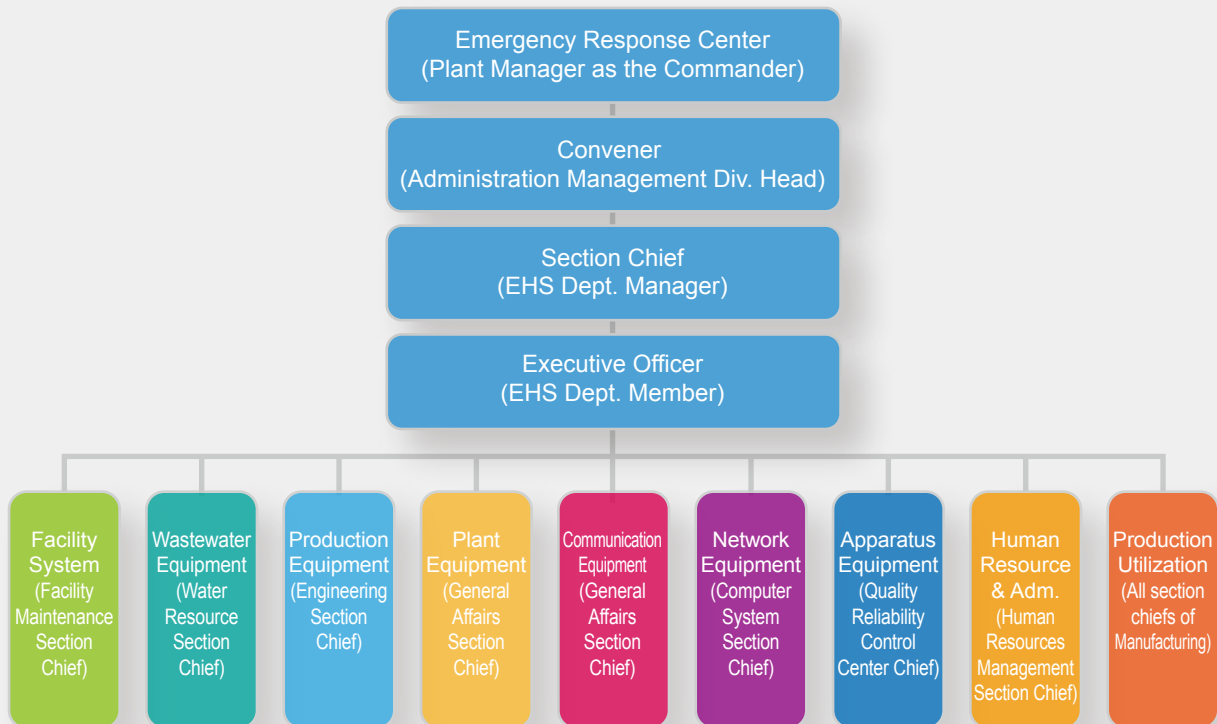 Emergency Response Center
(Plant Manager as the Commander)
Convener
(Administration Management Div. Head)
Section Chief
(EHS Dept. Manager)
Executive Officer
(EHS Dept. Member)
Facility
System
(Facility
Maintenance
Section
Chief)
Wastewater
Equipment
(Water
Resource
Section
Chief)
Production
Equipment
(Engineering
Section
Chief)
Plant
Equipment
(General
Affairs
Section
Chief)
Communication
Equipment
(General
Affairs
Section
Chief)
Network
Equipment
(Computer
System
Section
Chief)
Apparatus
Equipment
(Quality
Reliability
Control
Center Chief)
Human
Resource
& Adm.
(Human
Resources
Management
Section Chief)
Production
Utilization
(All section
chiefs of
Manufacturing)